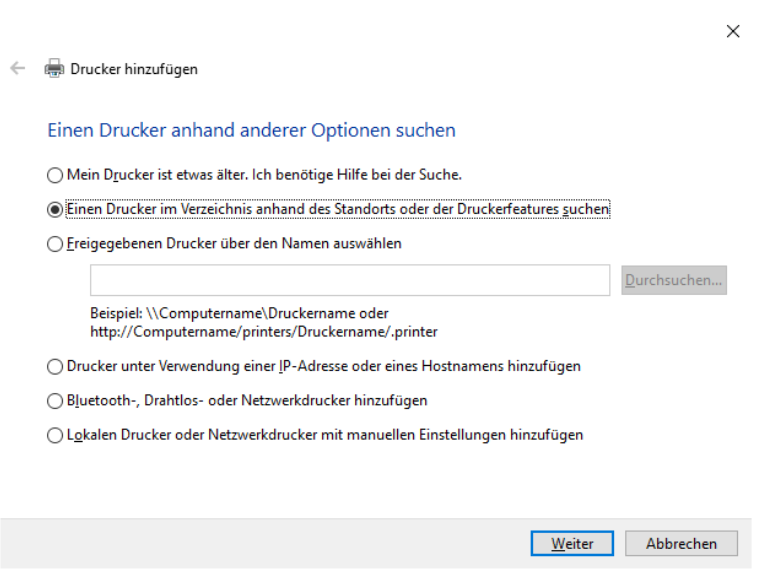 Drucker hinzufügen
Einen Drucker anhand anderer Optionen suchen
Mein Drucker ist etwas älter. Ich benötige Hilfe bei der Suche.
Einen Drucker im Verzeichnis anhand des Standorts oder der Druckerfeatures suchen
Freigegebenen Drucker über den Namen auswählen
Durchsuchen...
Beispiel: \\Computername\Druckername oder
http://Computername/printers/Druckername/.printer
Drucker unter Verwendung einer IP-Adresse oder eines Hostnamens hinzufügen
Bluetooth-, Drahtlos- oder Netzwerkdrucker hinzufügen
Lokalen Drucker oder Netzwerkdrucker mit manuellen Einstellungen hinzufügen
Weiter
Abbrechen